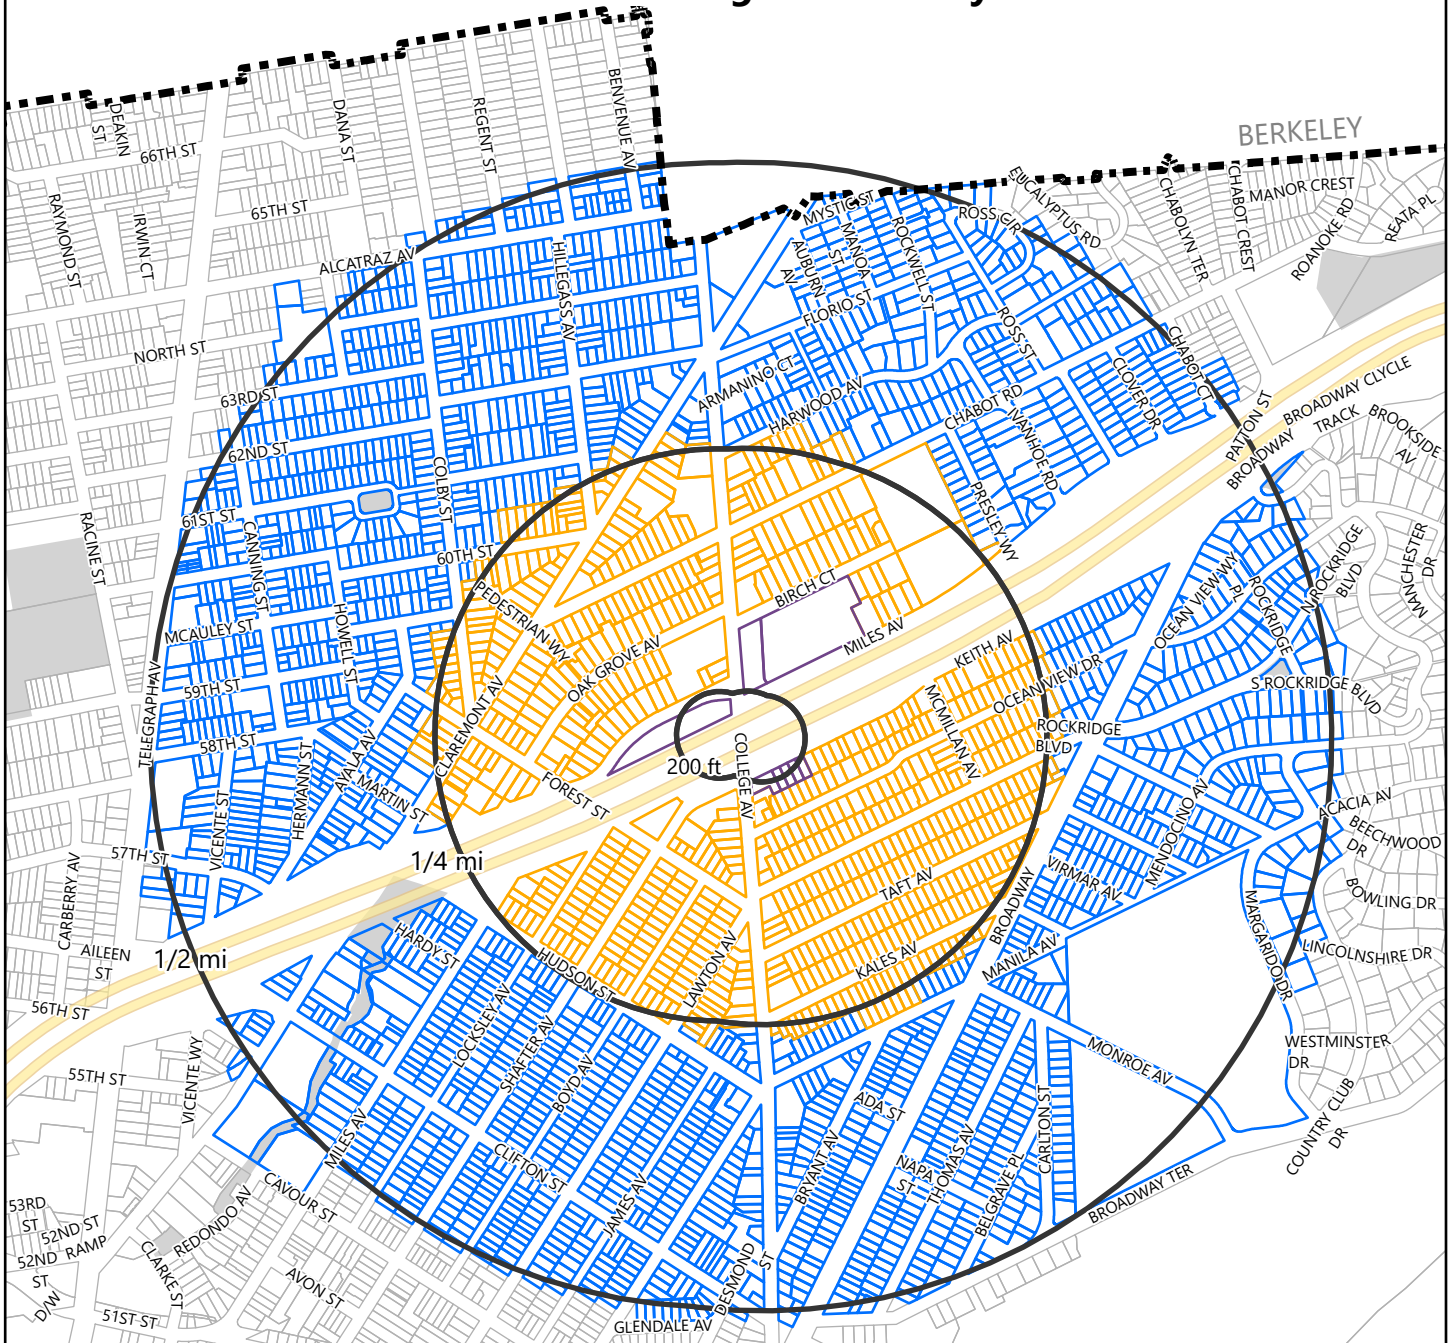 BERKELEY
DEAKIN
ST
66TH ST
DANA ST
REGENT ST
BENVENUE AV
RAYMOND ST
IRWIN CT
65TH ST
ALCATRAZ AV
HILLEGASS AV
MYSTIC ST
AUBURN
AV
MANOA
ST
ROCKWELL ST
ROSS CIR
EUCALYPTUS RD
CHABOLYN TER
CHABOT CREST
MANOR CREST
ROANOKE RD
REATA PL
FLORIO ST
ROSS ST
NORTH ST
63RD ST
62ND ST
ARMANINO CT
HARWOOD AV
CHABOT RD
IVANHOE RD
CLOVER DR
CHABOT CT
PATTON ST
BROADWAY CLYCLE
BROADWAY
TRACK
BROOKSIDE
AV
61ST ST
COLBY ST
60TH ST
CANNING ST
RACINE ST
PRESLEY WY
MCAULEY ST
HOWELL ST
PEDESTRIAN WY
BIRCH CT
MILES AV
OAK GROVE AV
KEITH AV
OCEAN VIEW DR
OCEAN VIEW WY
PL
ROCKRIDGE
N ROCKRIDGE
BLVD
MANCHESTER
DR
59TH ST
58TH ST
TELEGRAPH AV
CLAREMONT AV
MCMILLAN AV
ROCKRIDGE
BLVD
S ROCKRIDGE BLVD
200 ft
COLLEGE AV
FOREST ST
AYALA AV
MARTIN ST
HERMANN ST
VICENTE ST
57TH ST
1/4 mi
TAFT AV
BROADWAY
VIRMAR AV
MENDOCINO AV
ACACIA AV
BEECHWOOD
DR
BOWLING DR
MARGARIDO DR
LINCOLNSHIRE DR
CARBERRY AV
AILEEN
ST
1/2 mi
56TH ST
HARDY ST
HUDSON ST
LAWTON AV
KALES AV
MANILA AV
LOCKSLEY AV
SHAFTER AV
BOYD AV
MONROE AV
WESTMINSTER
DR
COUNTRY CLUB
DR
55TH ST
VICENTE WY
MILES AV
CLIFTON ST
JAMES AV
ADA ST
BRYANT AV
NAPA
ST
THOMAS AV
BELGRAVE PL
CARLTON ST
BROADWAY TER
CAVOUR ST
REDONDO AV
CLARKE ST
AVON ST
53RD
ST
52ND ST
52ND RAMP
ST
D/W
51ST ST
DESMOND
ST
GLENDALE AV